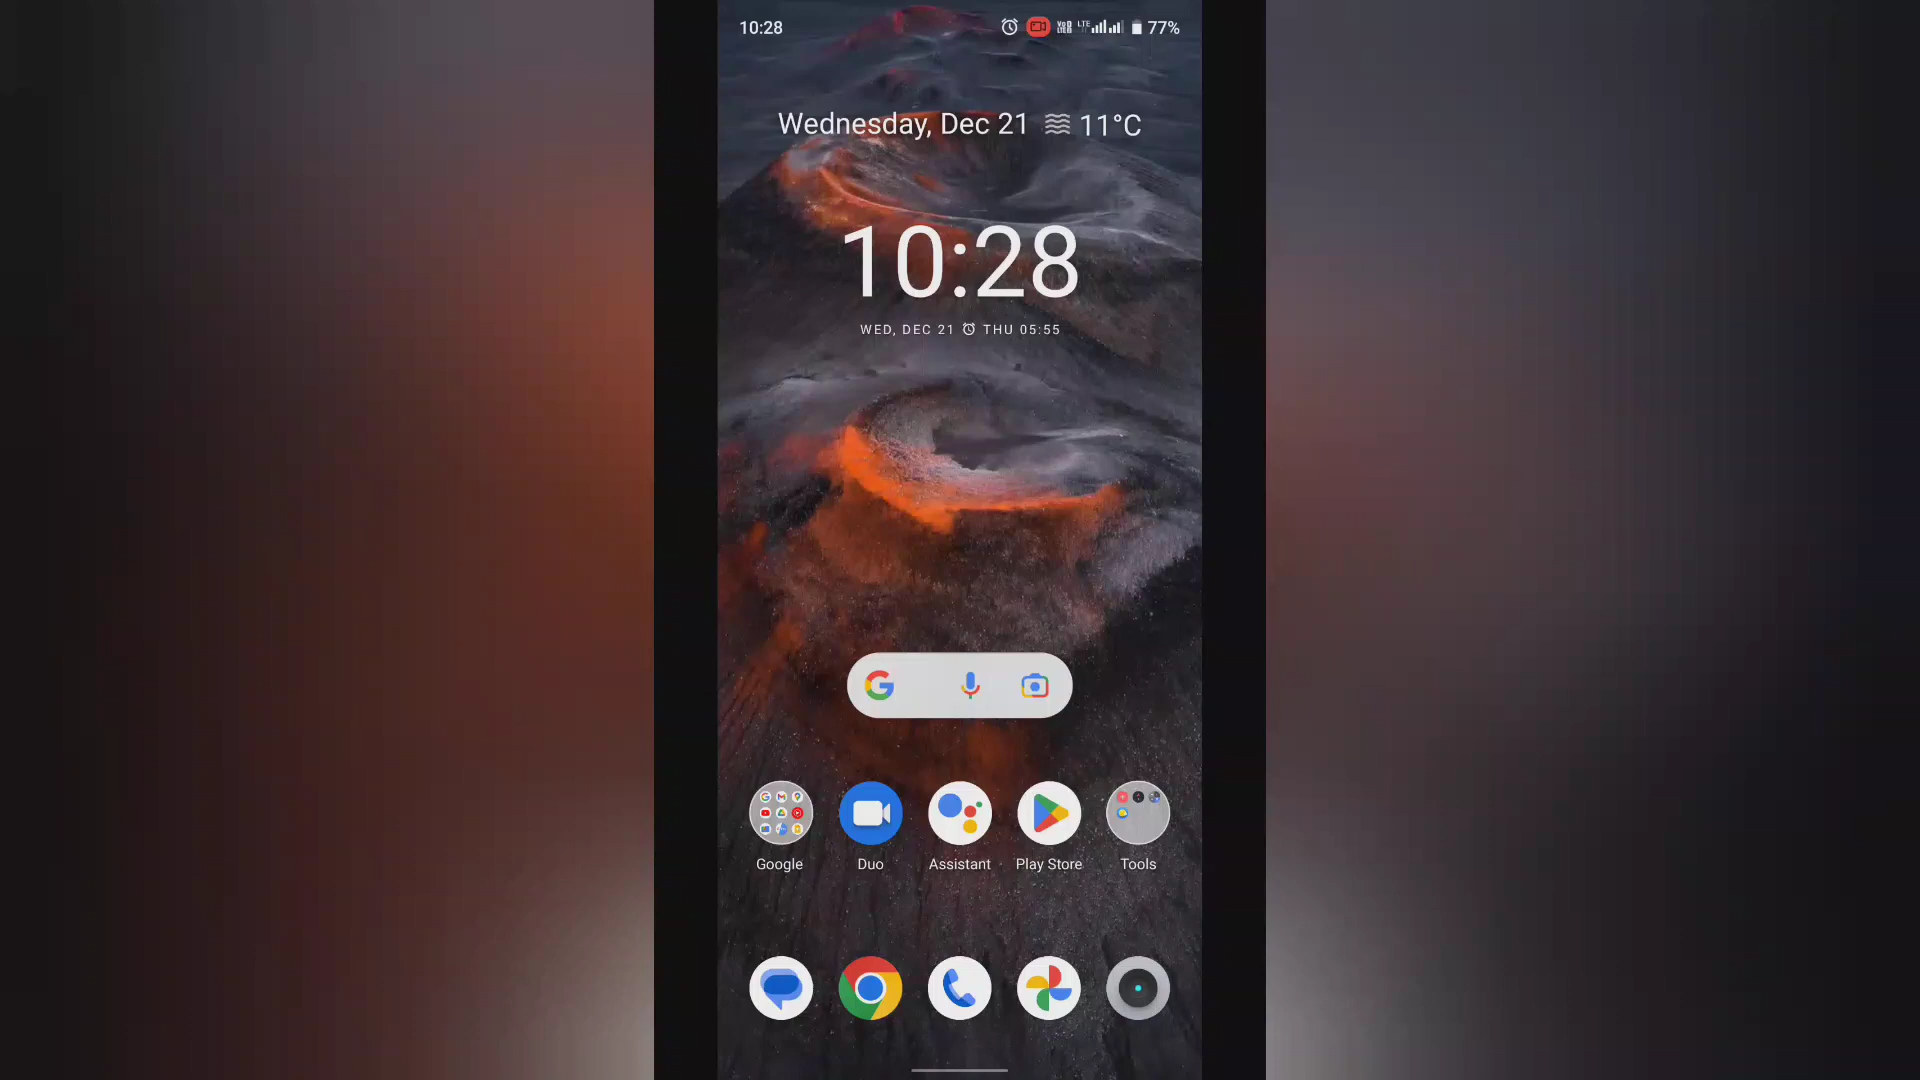 10:28
LTE
77%
Wednesday, Dec 21 11°C
10:28
WED, DEC 21 THU 05:55
Google
Duo
Assistant
Play Store
Tools